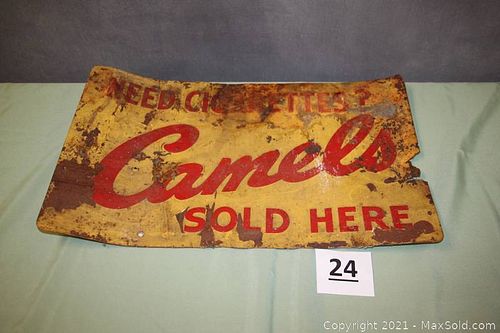 NEED CIGARETTES?
Camels
SOLD HERE
24
Copyright © 2021 - MaxSold.com